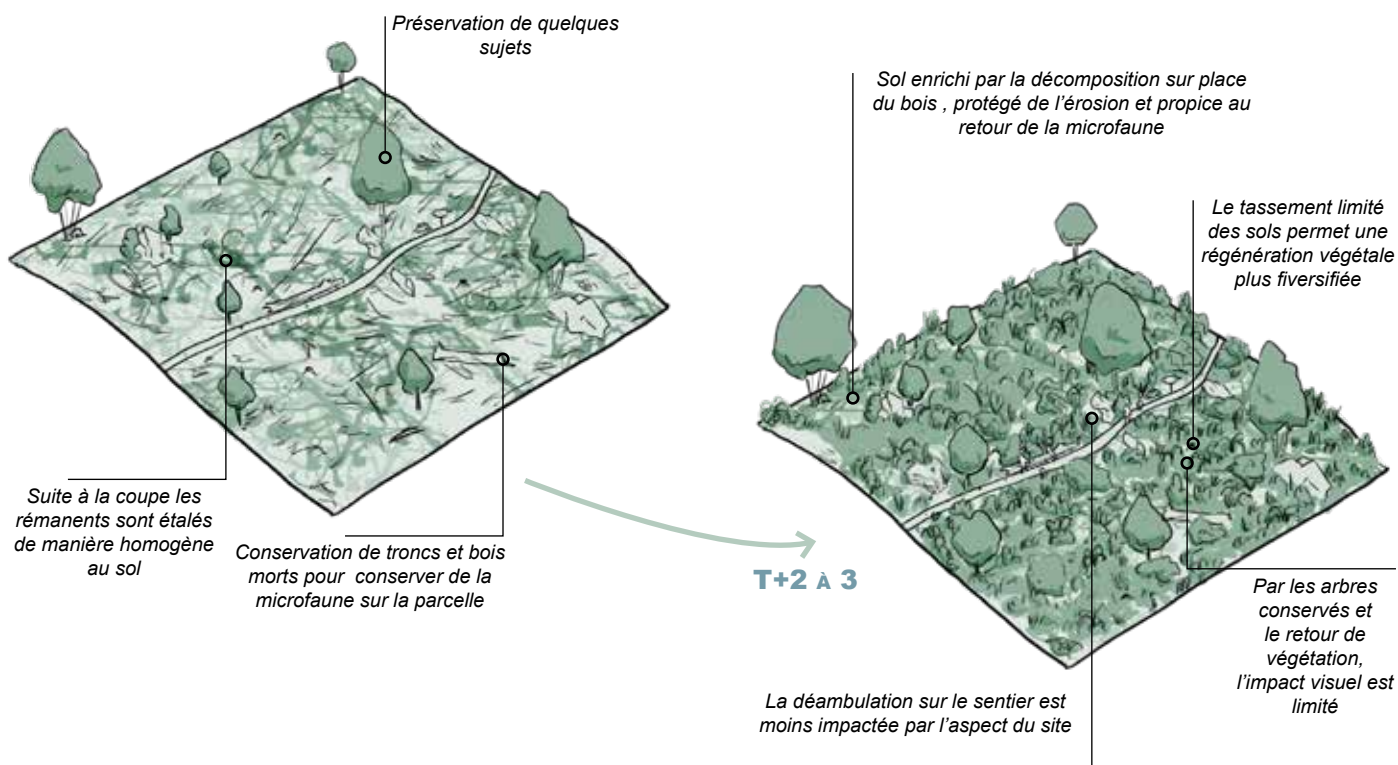 Préservation de quelques
sujets
Suite à la coupe les
rémanents sont étalés
de manière homogène
au sol
Conservation de troncs et bois
morts pour conserver de la
microfaune sur la parcelle
T+2 À 3
Sol enrichi par la décomposition sur place
du bois , protégé de l'érosion et propice au
retour de la microfaune
Le tassement limité
des sols permet une
régénération végétale
plus fiversifiée
Par les arbres
conservés et
le retour de
végétation,
l'impact visuel est
limité
La déambulation sur le sentier est
moins impactée par l'aspect du site